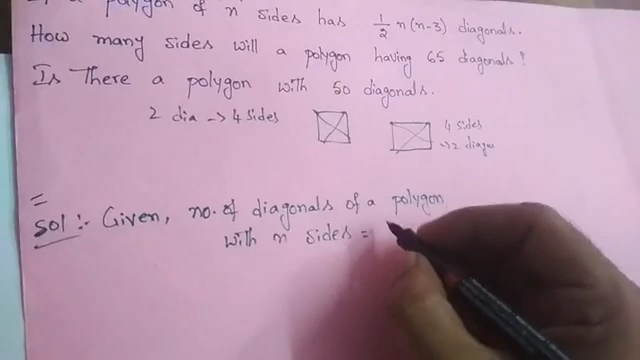 a polygon of n sides has 1/2 n(n-3) diagonals.
How many sides will a polygon having 65 diagonals?
Is There a polygon with 50 diagonals.
2 dia -> 4 sides
4 sides
-> 2 diagn
Sol :- Given, no. of diagonals of a polygon
with n sides =